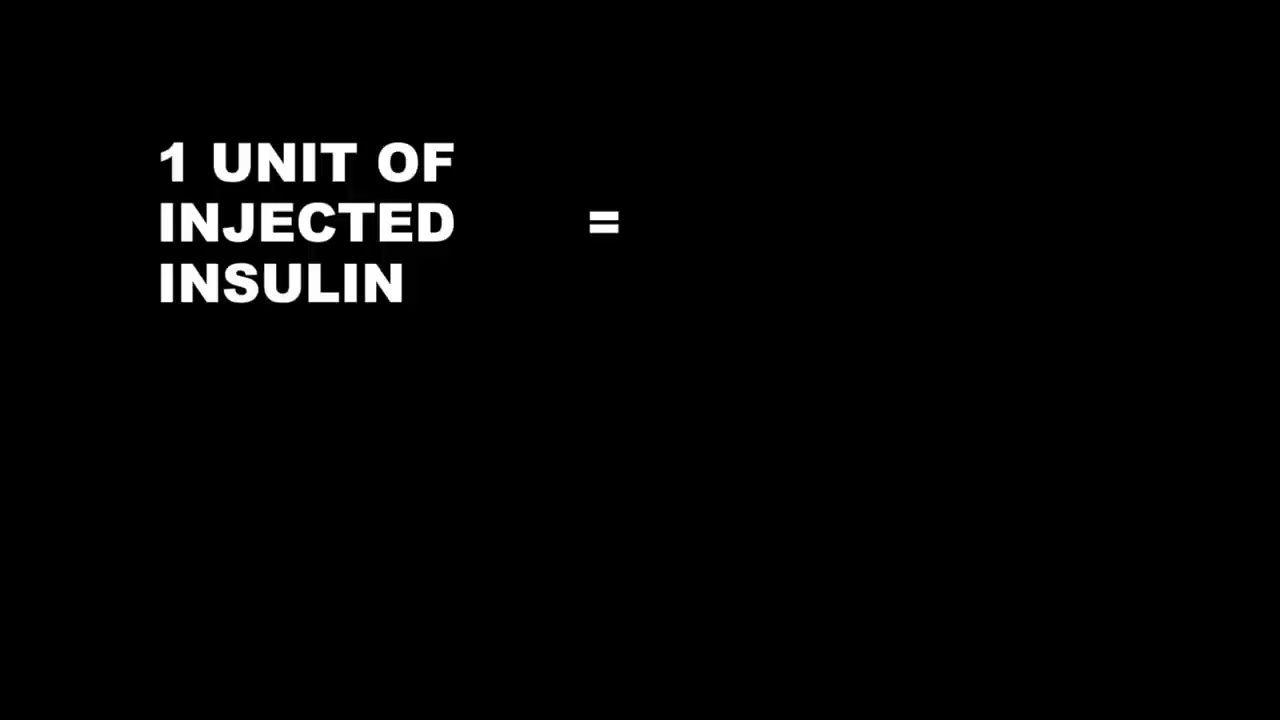 1 UNIT OF
INJECTED =
INSULIN